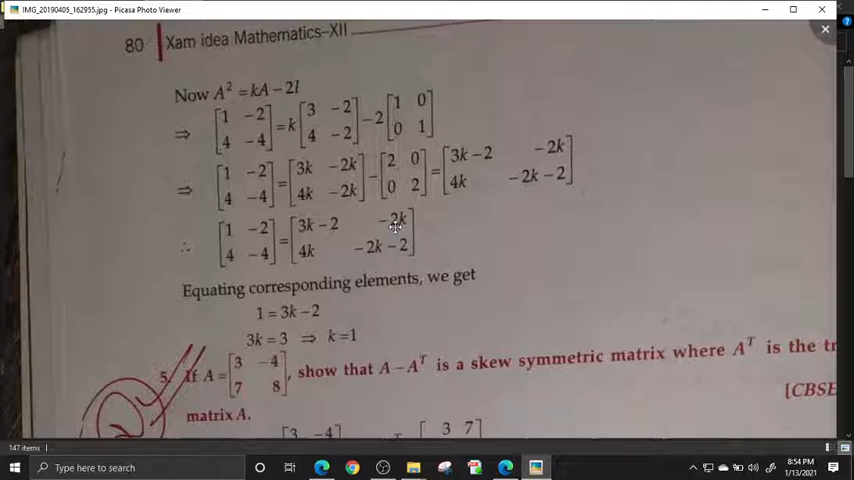 IMG_20190405_162955.jpg - Picasa Photo Viewer
80 Xam idea Mathematics–XII
Now A² = kA – 2I
⇒ [1 –2; 4 –4] = k [3 –2; 4 –2] – 2 [1 0; 0 1]
⇒ [1 –2; 4 –4] = [3k –2k; 4k –2k] – [2 0; 0 2] = [3k – 2 –2k; 4k –2k – 2]
∴ [1 –2; 4 –4] = [3k – 2 –2k; 4k –2k – 2]
Equating corresponding elements, we get
1 = 3k – 2
3k = 3 ⇒ k = 1
5. If A = [3 –4; 7 8], show that A – Aᵀ is a skew symmetric matrix where Aᵀ is the tr
[CBSE
matrix A.
[3 –4 [3 7]
147 items
Type here to search
8:54 PM
1/13/2021